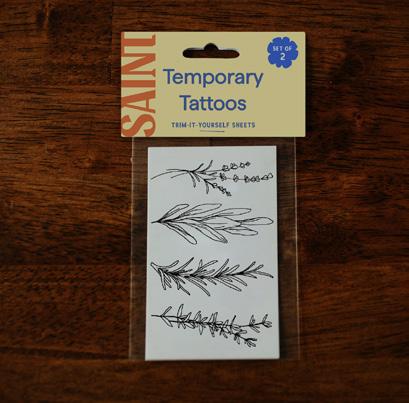 SAINT
Temporary
Tattoos
TRIM-IT-YOURSELF SHEETS
SET OF
2